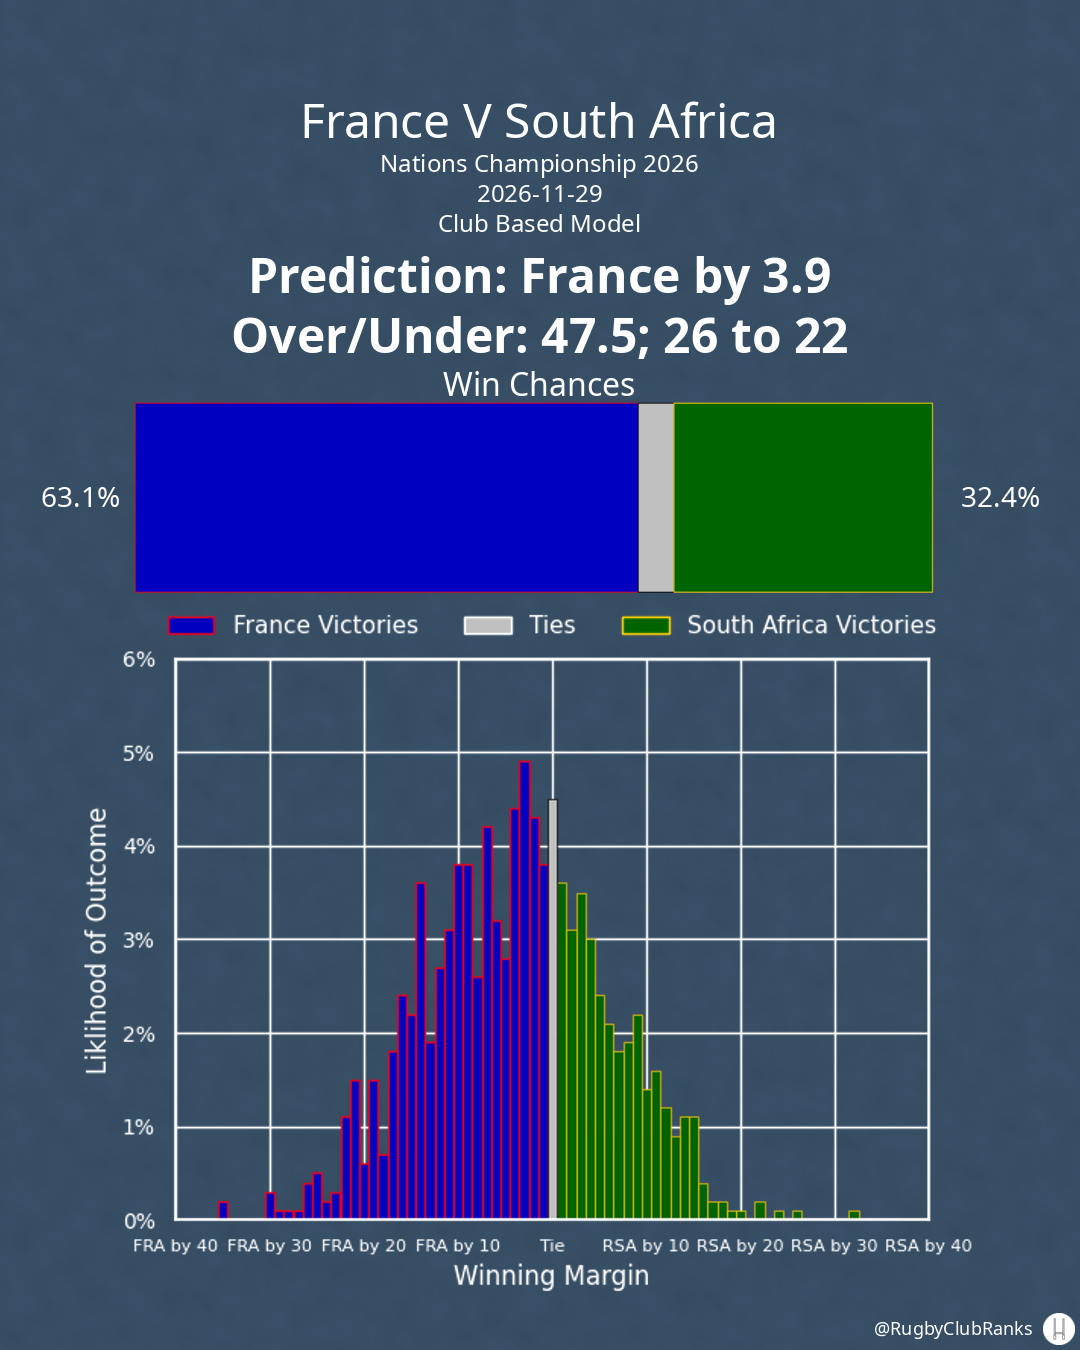 France V South Africa
Nations Championship 2026
2026-11-29
Club Based Model
Prediction: France by 3.9
Over/Under: 47.5; 26 to 22
Win Chances
63.1%
32.4%
France Victories Ties South Africa Victories
6%
5%
4%
3%
2%
1%
0%
Liklihood of Outcome
FRA by 40 FRA by 30 FRA by 20 FRA by 10 Tie RSA by 10 RSA by 20 RSA by 30 RSA by 40
Winning Margin
@RugbyClubRanks